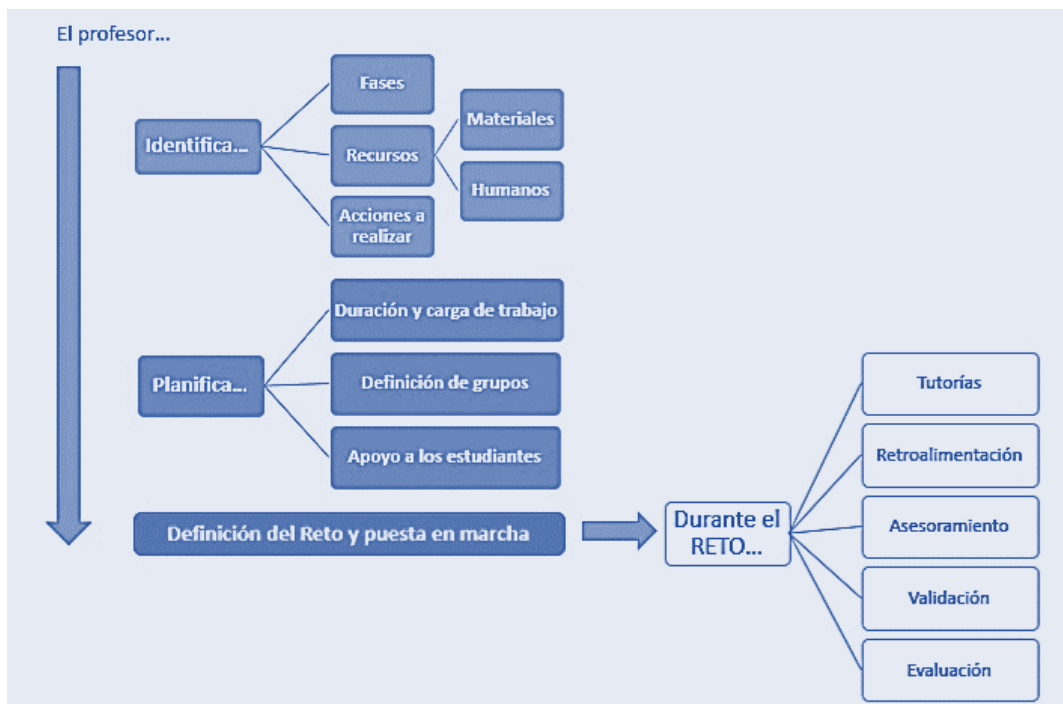 El profesor...
Identifica...
Fases
Recursos
Materiales
Humanos
Acciones a
realizar
Planifica...
Duración y carga de trabajo
Definición de grupos
Apoyo a los estudiantes
Definición del Reto y puesta en marcha
Durante el
RETO...
Tutorías
Retroalimentación
Asesoramiento
Validación
Evaluación